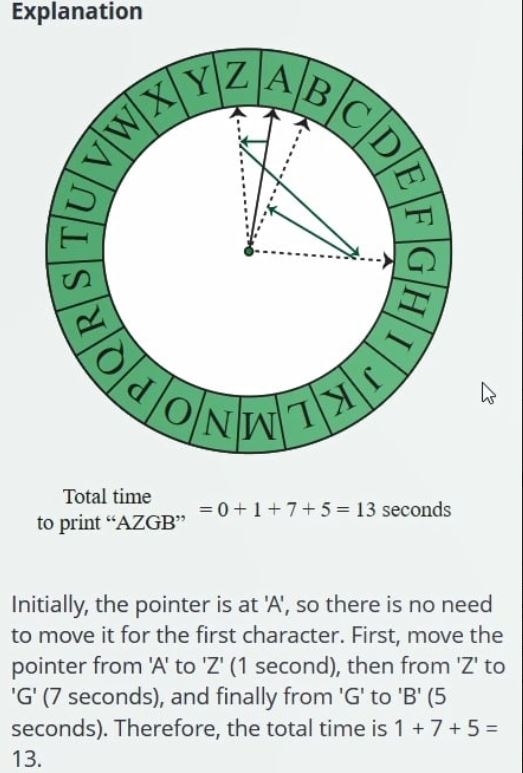 Explanation
A B C D E F G H I J K L M N O P Q R S T U V W X Y Z
Total time
to print “AZGB” = 0 + 1 + 7 + 5 = 13 seconds
Initially, the pointer is at 'A', so there is no need
to move it for the first character. First, move the
pointer from 'A' to 'Z' (1 second), then from 'Z' to
'G' (7 seconds), and finally from 'G' to 'B' (5
seconds). Therefore, the total time is 1 + 7 + 5 =
13.